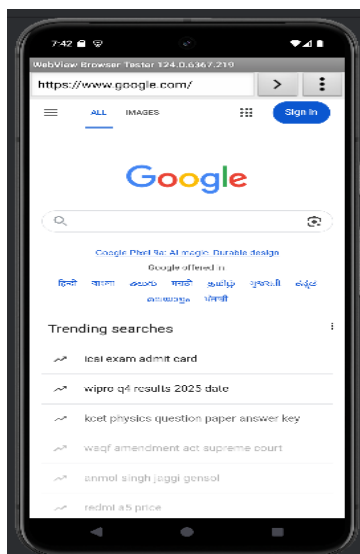 7:42
WebView Browser Tester 124.0.6367.219
https://www.google.com/
ALL IMAGES Sign in
Google
Google Pixel 9a: AI magic. Durable design
Google offered in
हिन्दी বাংলা తెలుగు मराठी தமிழ் ગુજરાતી ಕನ್ನಡ
മലയാളം ਪੰਜਾਬੀ
Trending searches
icai exam admit card
wipro q4 results 2025 date
kcet physics question paper answer key
waqf amendment act supreme court
anmol singh jaggi gensol
redmi a5 price